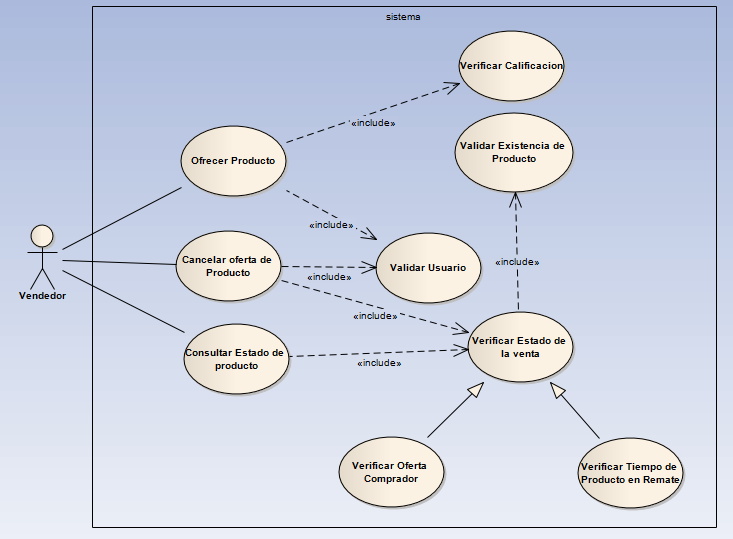 sistema
Verificar Calificacion
«include»
Validar Existencia de
Producto
Ofrecer Producto
«include»
Cancelar oferta de
Producto
Validar Usuario
«include»
«include»
«include»
Vendedor
Verificar Estado de
la venta
Consultar Estado de
producto
«include»
Verificar Oferta
Comprador
Verificar Tiempo de
Producto en Remate